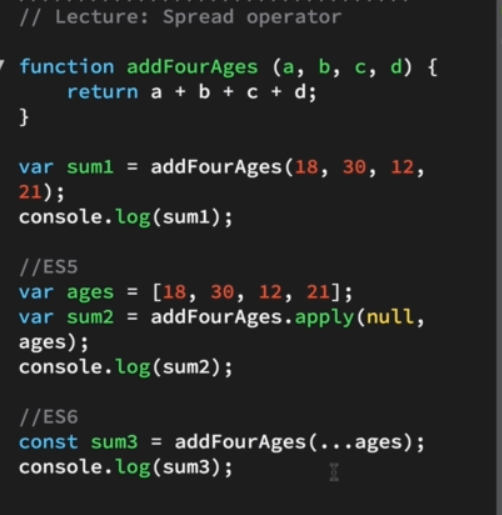 // Lecture: Spread operator
function addFourAges (a, b, c, d) {
    return a + b + c + d;
}
var sum1 = addFourAges(18, 30, 12,
21);
console.log(sum1);
//ES5
var ages = [18, 30, 12, 21];
var sum2 = addFourAges.apply(null,
ages);
console.log(sum2);
//ES6
const sum3 = addFourAges(...ages);
console.log(sum3);